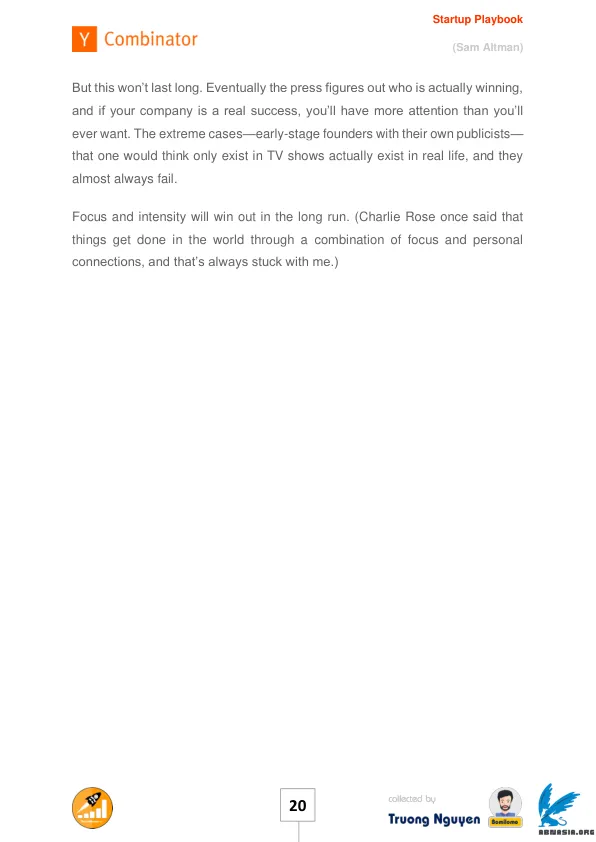 Startup Playbook
Y Combinator
(Sam Altman)
But this won’t last long. Eventually the press figures out who is actually winning,
and if your company is a real success, you’ll have more attention than you’ll
ever want. The extreme cases—early-stage founders with their own publicists—
that one would think only exist in TV shows actually exist in real life, and they
almost always fail.
Focus and intensity will win out in the long run. (Charlie Rose once said that
things get done in the world through a combination of focus and personal
connections, and that’s always stuck with me.)
20
collected by
Truong Nguyen
ABNASIA.ORG